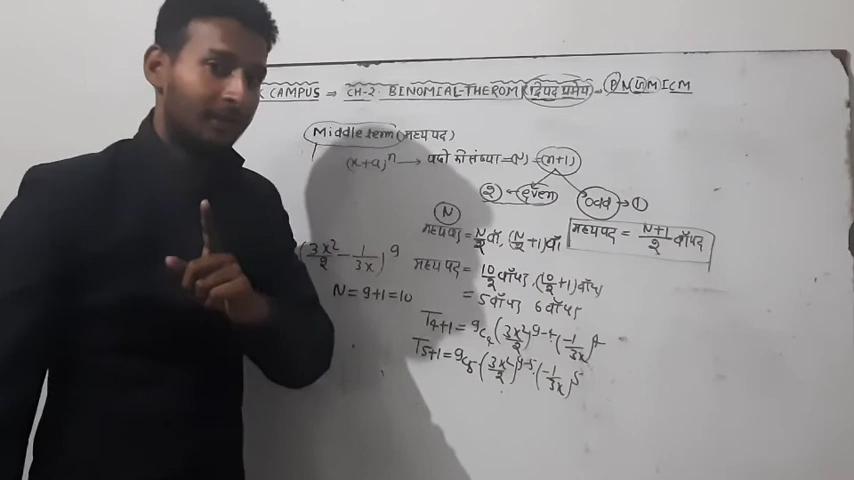 CAMPUS ⇒ CH-2. BINOMIAL-THEROM (द्विपद प्रमेय) -
Middle term (मध्य पद)
(x+a)^n → पदो की संख्या = (N) = (n+1)
2 ← even odd → 1
N
मध्य पद = N/2 वाँ, (N/2 +1) वाँ मध्य पद = N+1/2 वाँ पद
(3x²/2 - 1/3x)^9 मध्य पद = 10/2 वाँ पद, (10/2 +1) वाँ पद
N = 9+1 = 10 = 5 वाँ पद 6 वाँ पद
T4+1 = 9C4 (3x²/2)^9-4 . (-1/3x)^4
T5+1 = 9C5 . (3x²/2)^9-5 . (-1/3x)^5